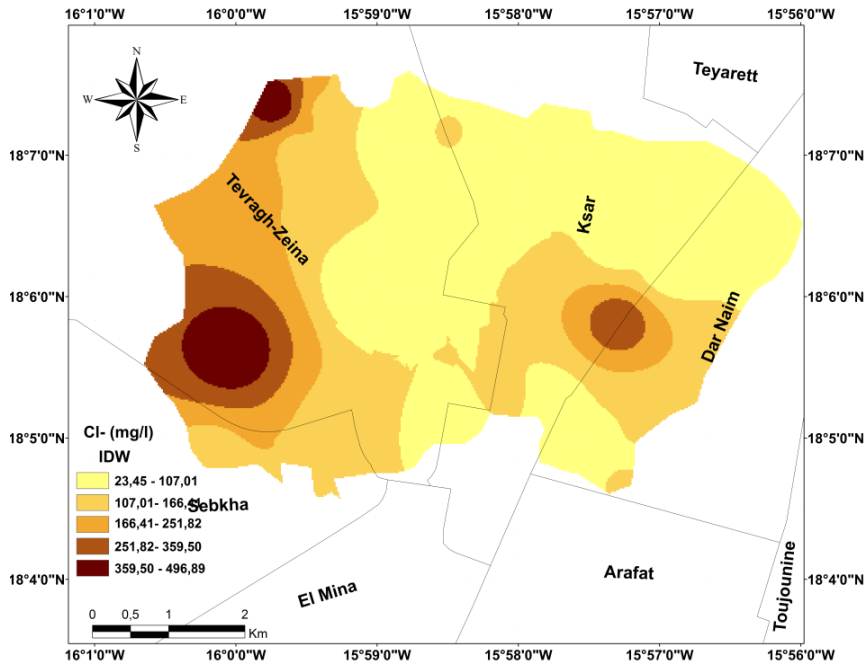 16°1'0"W 16°0'0"W 15°59'0"W 15°58'0"W 15°57'0"W 15°56'0"W
N
W E
S
Teyarett
18°7'0"N 18°7'0"N
Tevragh-Zeina
Ksar
18°6'0"N 18°6'0"N
Dar Naim
18°5'0"N 18°5'0"N
Cl- (mg/l)
IDW
23,45 - 107,01
107,01- 166,41
Sebkha
166,41- 251,82
251,82- 359,50
359,50 - 496,89
El Mina
Arafat
Toujounine
18°4'0"N 18°4'0"N
0 0,5 1 2
Km
16°1'0"W 16°0'0"W 15°59'0"W 15°58'0"W 15°57'0"W 15°56'0"W